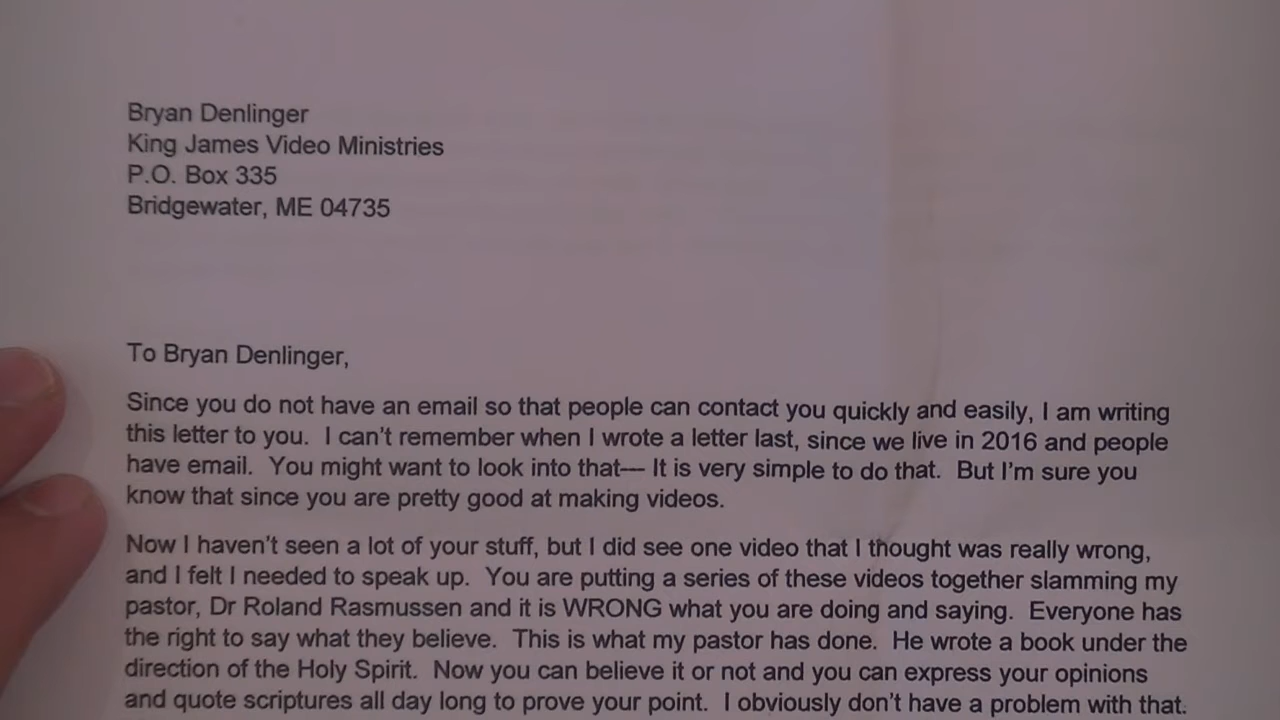 Bryan Denlinger
King James Video Ministries
P.O. Box 335
Bridgewater, ME 04735
To Bryan Denlinger,
Since you do not have an email so that people can contact you quickly and easily, I am writing
this letter to you.  I can't remember when I wrote a letter last, since we live in 2016 and people
have email.  You might want to look into that--- It is very simple to do that.  But I'm sure you
know that since you are pretty good at making videos.
Now I haven't seen a lot of your stuff, but I did see one video that I thought was really wrong,
and I felt I needed to speak up.  You are putting a series of these videos together slamming my
pastor, Dr Roland Rasmussen and it is WRONG what you are doing and saying.  Everyone has
the right to say what they believe.  This is what my pastor has done.  He wrote a book under the
direction of the Holy Spirit.  Now you can believe it or not and you can express your opinions
and quote scriptures all day long to prove your point.  I obviously don't have a problem with that.